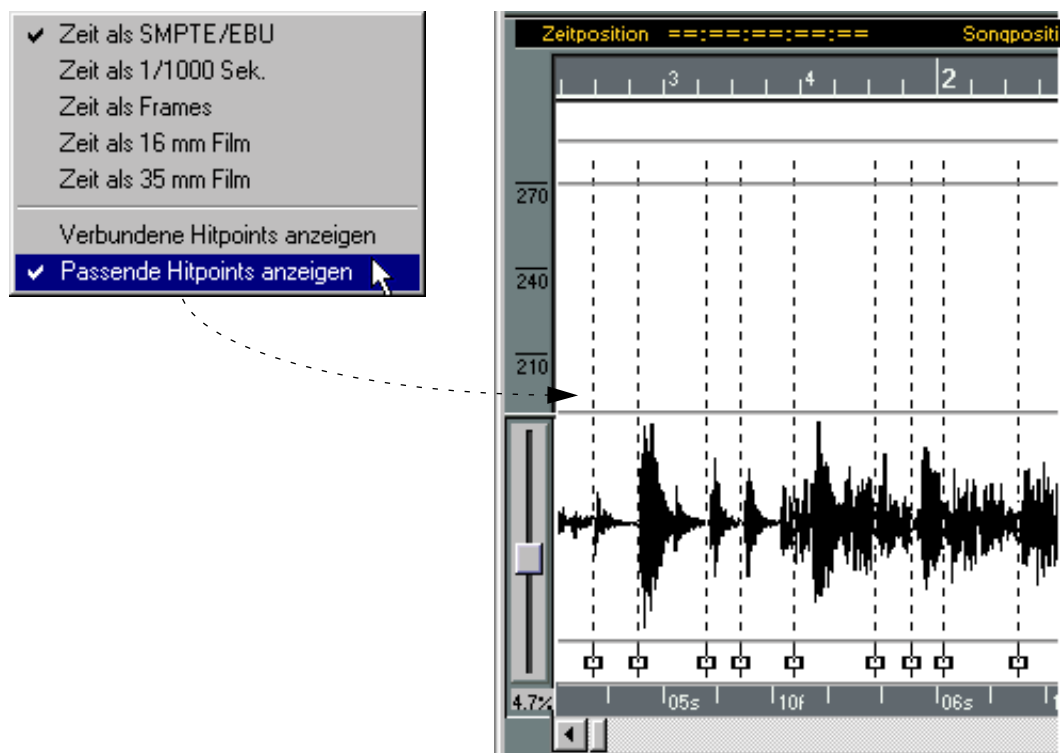 Zeit als SMPTE/EBU
Zeit als 1/1000 Sek.
Zeit als Frames
Zeit als 16 mm Film
Zeit als 35 mm Film
Verbundene Hitpoints anzeigen
Passende Hitpoints anzeigen
Zeitposition ==:==:==:==:== Songpositi
3 4 2
270
240
210
4.7%
05s 10f 06s 1